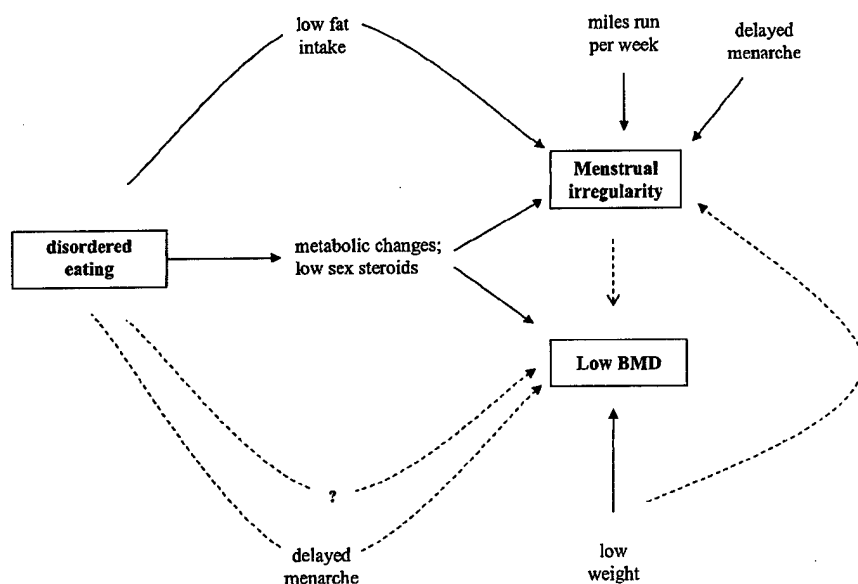 low fat
intake
miles run
per week
delayed
menarche
Menstrual
irregularity
disordered
eating
metabolic changes;
low sex steroids
Low BMD
?
delayed
menarche
low
weight